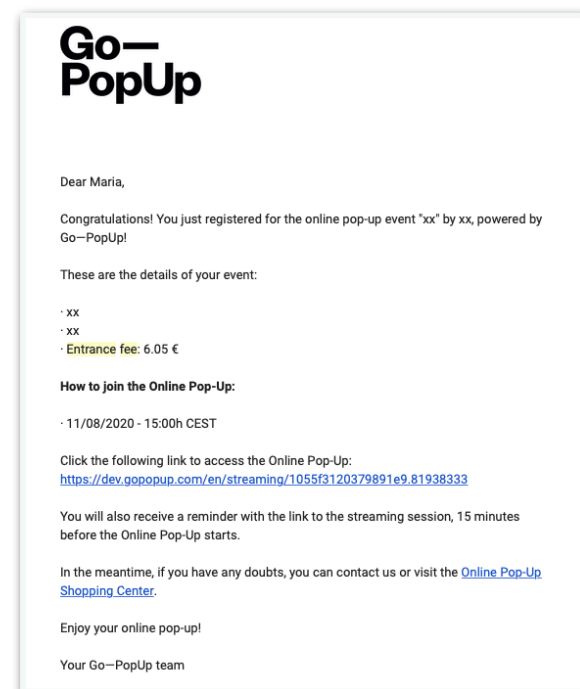 Go—
PopUp
Dear Maria,
Congratulations! You just registered for the online pop-up event "xx" by xx, powered by
Go—PopUp!
These are the details of your event:
· xx
· xx
· Entrance fee: 6.05 €
How to join the Online Pop-Up:
· 11/08/2020 - 15:00h CEST
Click the following link to access the Online Pop-Up:
https://dev.gopopup.com/en/streaming/1055f3120379891e9.81938333
You will also receive a reminder with the link to the streaming session, 15 minutes
before the Online Pop-Up starts.
In the meantime, if you have any doubts, you can contact us or visit the Online Pop-Up
Shopping Center.
Enjoy your online pop-up!
Your Go—PopUp team